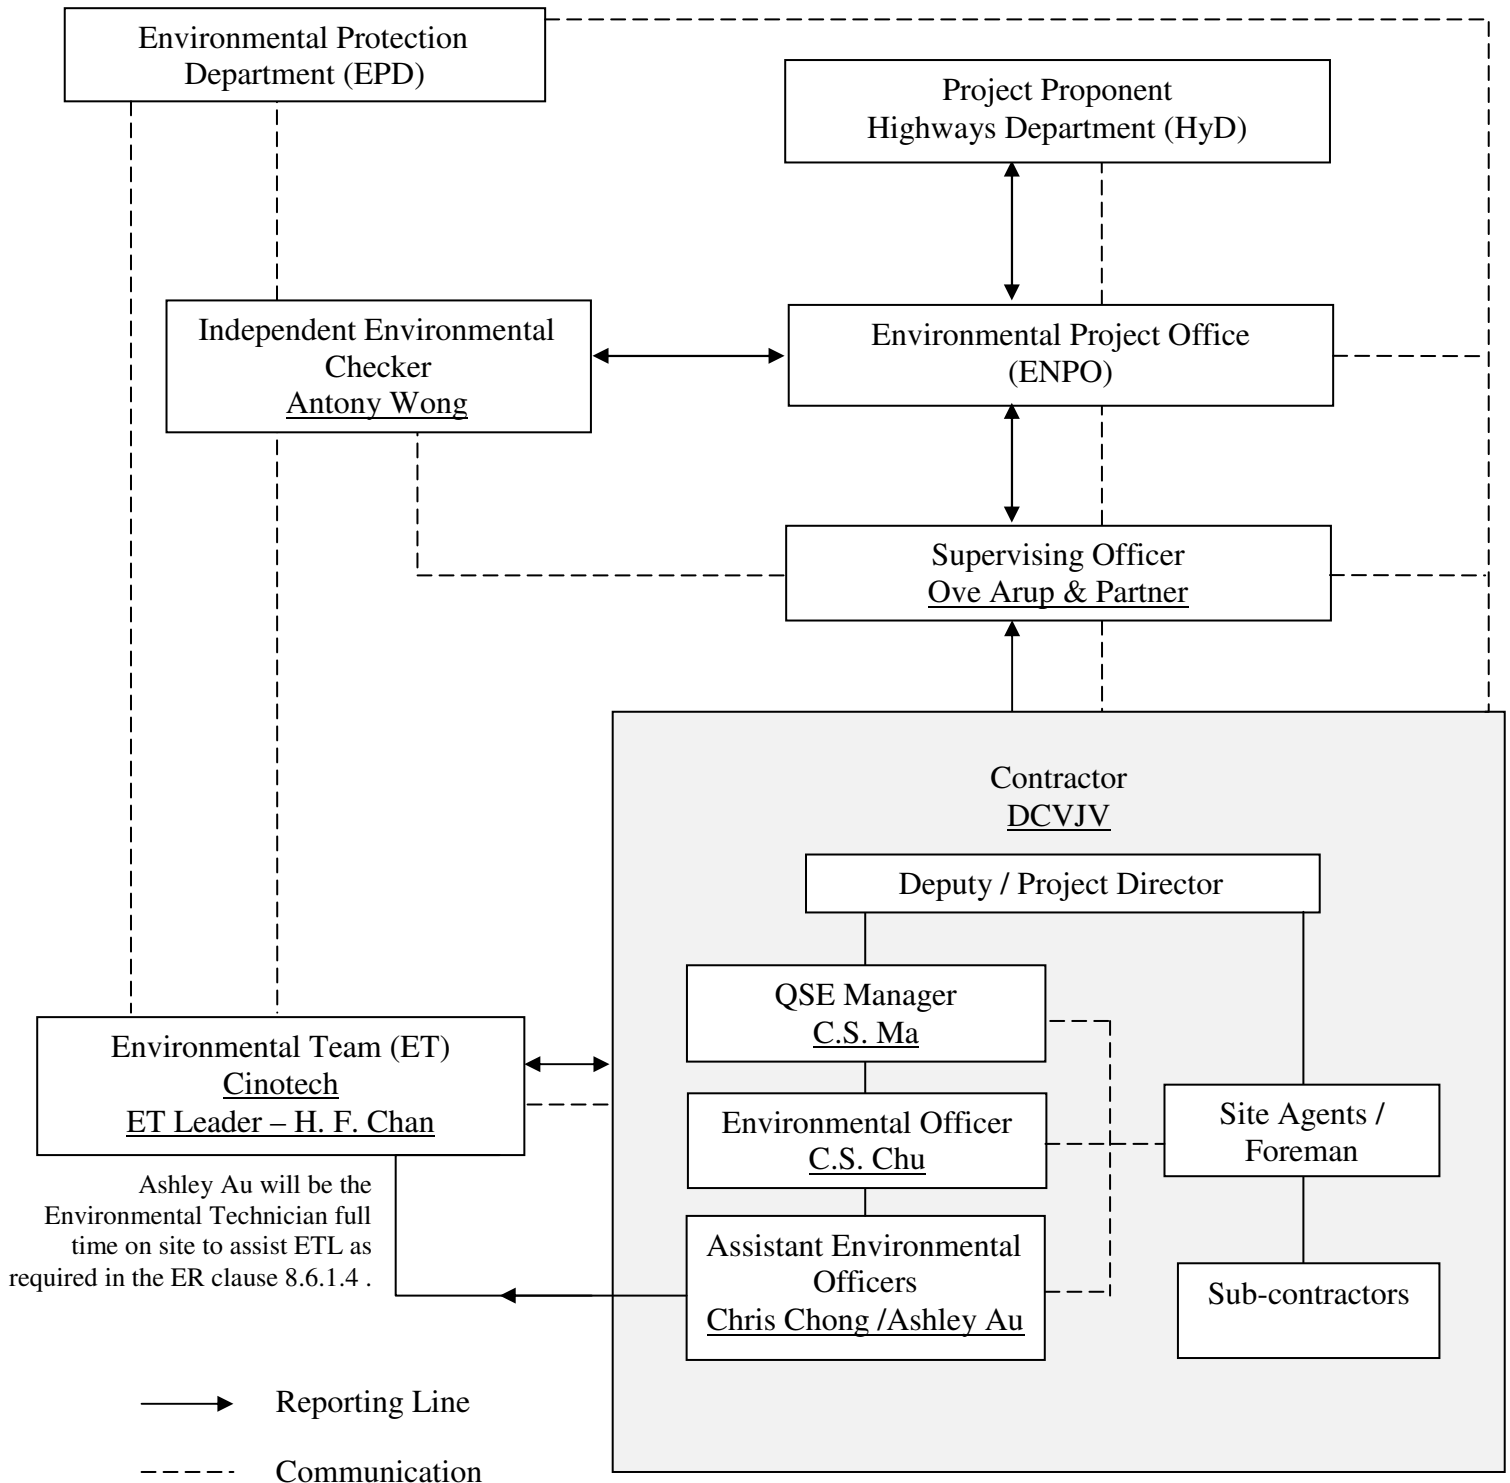 Environmental Protection
Department (EPD)
Project Proponent
Highways Department (HyD)
Independent Environmental
Checker
Antony Wong
Environmental Project Office
(ENPO)
Supervising Officer
Ove Arup & Partner
Contractor
DCVJV
Deputy / Project Director
QSE Manager
C.S. Ma
Environmental Team (ET)
Cinotech
ET Leader – H. F. Chan
Environmental Officer
C.S. Chu
Site Agents /
Foreman
Ashley Au will be the
Environmental Technician full
time on site to assist ETL as
required in the ER clause 8.6.1.4 .
Assistant Environmental
Officers
Chris Chong /Ashley Au
Sub-contractors
Reporting Line
Communication